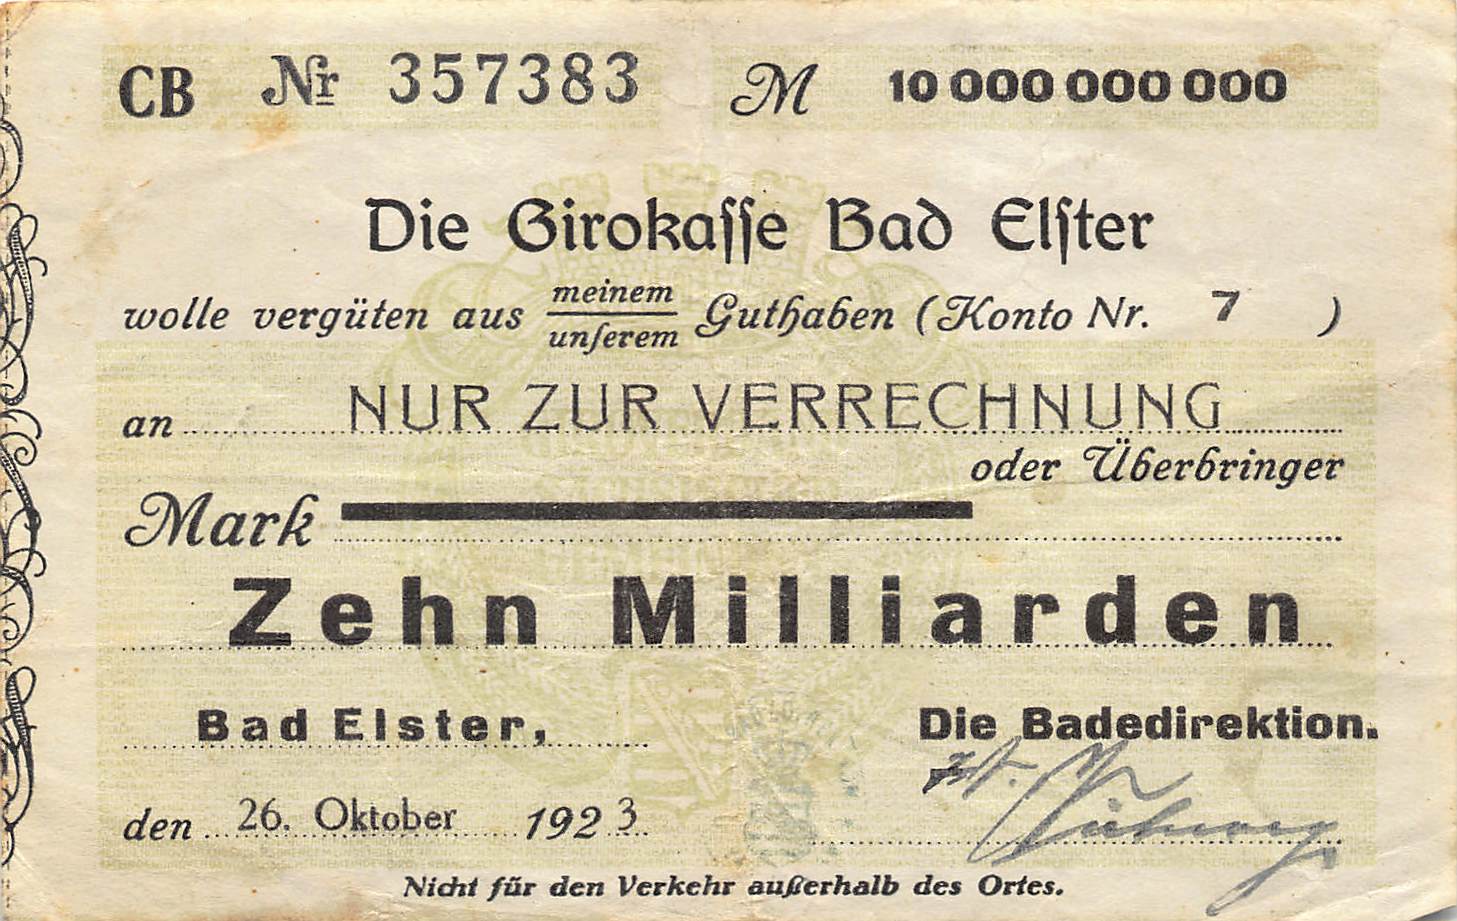 CB Nr 357383 M 10 000 000 000
Die Girokaſſe Bad Elſter
wolle vergüten aus meinem
unſerem Guthaben (Konto Nr. 7 )
an NUR ZUR VERRECHNUNG
oder Überbringer
Mark
Zehn Milliarden
Bad Elster, Die Badedirektion.
den 26. Oktober 1923
Nicht für den Verkehr außerhalb des Ortes.